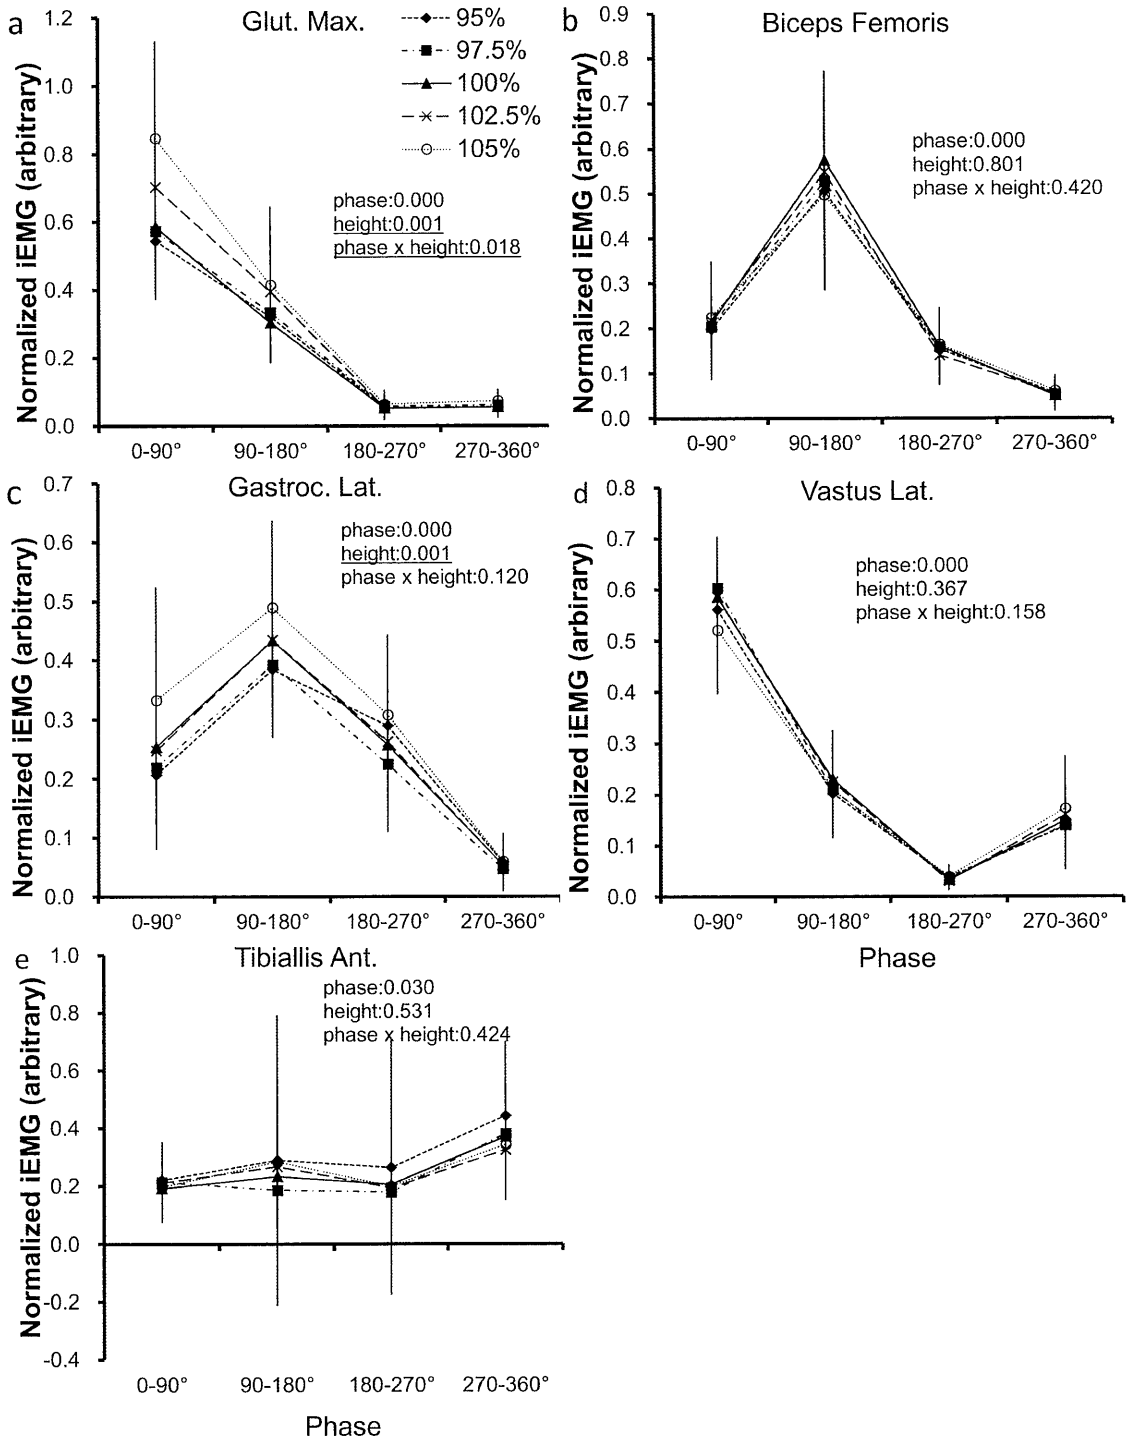 a
Glut. Max.
Normalized iEMG (arbitrary)
1.2
1.0
0.8
0.6
0.4
0.2
0.0
95%
97.5%
100%
102.5%
105%
phase:0.000
height:0.001
phase x height:0.018
0-90° 90-180° 180-270° 270-360°
b
Biceps Femoris
Normalized iEMG (arbitrary)
0.9
0.8
0.7
0.6
0.5
0.4
0.3
0.2
0.1
0.0
phase:0.000
height:0.801
phase x height:0.420
0-90° 90-180° 180-270° 270-360°
c
Gastroc. Lat.
Normalized iEMG (arbitrary)
0.7
0.6
0.5
0.4
0.3
0.2
0.1
0.0
phase:0.000
height:0.001
phase x height:0.120
0-90° 90-180° 180-270° 270-360°
d
Vastus Lat.
Normalized iEMG (arbirary)
0.8
0.7
0.6
0.5
0.4
0.3
0.2
0.1
0.0
phase:0.000
height:0.367
phase x height:0.158
0-90° 90-180° 180-270° 270-360°
Phase
e
Tibiallis Ant.
Normalized iEMG (arbitrary)
1.0
0.8
0.6
0.4
0.2
0.0
-0.2
-0.4
phase:0.030
height:0.531
phase x height:0.424
0-90° 90-180° 180-270° 270-360°
Phase